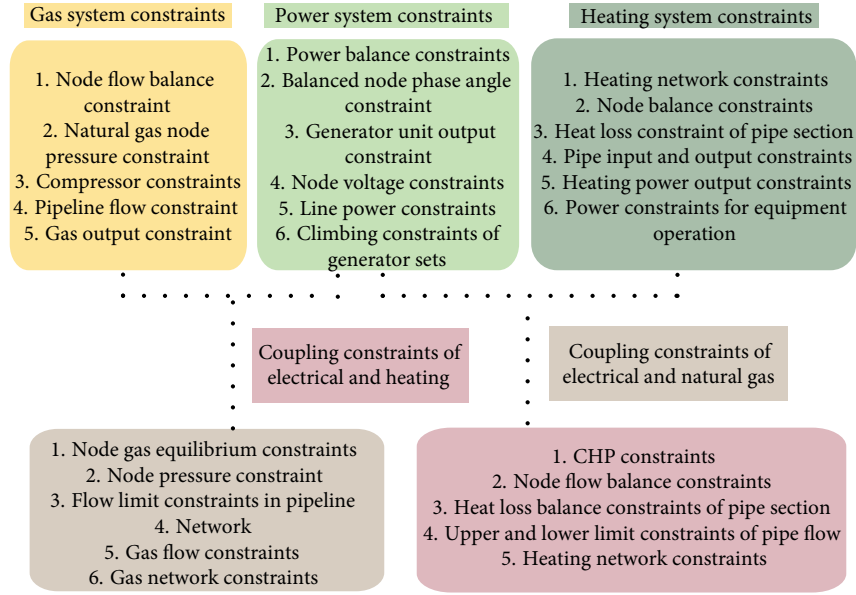 Gas system constraints
Power system constraints
Heating system constraints
1. Node flow balance
constraint
2. Natural gas node
pressure constraint
3. Compressor constraints
4. Pipeline flow constraint
5. Gas output constraint
1. Power balance constraints
2. Balanced node phase angle
constraint
3. Generator unit output
constraint
4. Node voltage constraints
5. Line power constraints
6. Climbing constraints of
generator sets
1. Heating network constraints
2. Node balance constraints
3. Heat loss constraint of pipe section
4. Pipe input and output constraints
5. Heating power output constraints
6. Power constraints for equipment
operation
Coupling constraints of
electrical and heating
Coupling constraints of
electrical and natural gas
1. Node gas equilibrium constraints
2. Node pressure constraint
3. Flow limit constraints in pipeline
4. Network
5. Gas flow constraints
6. Gas network constraints
1. CHP constraints
2. Node flow balance constraints
3. Heat loss balance constraints of pipe section
4. Upper and lower limit constraints of pipe flow
5. Heating network constraints